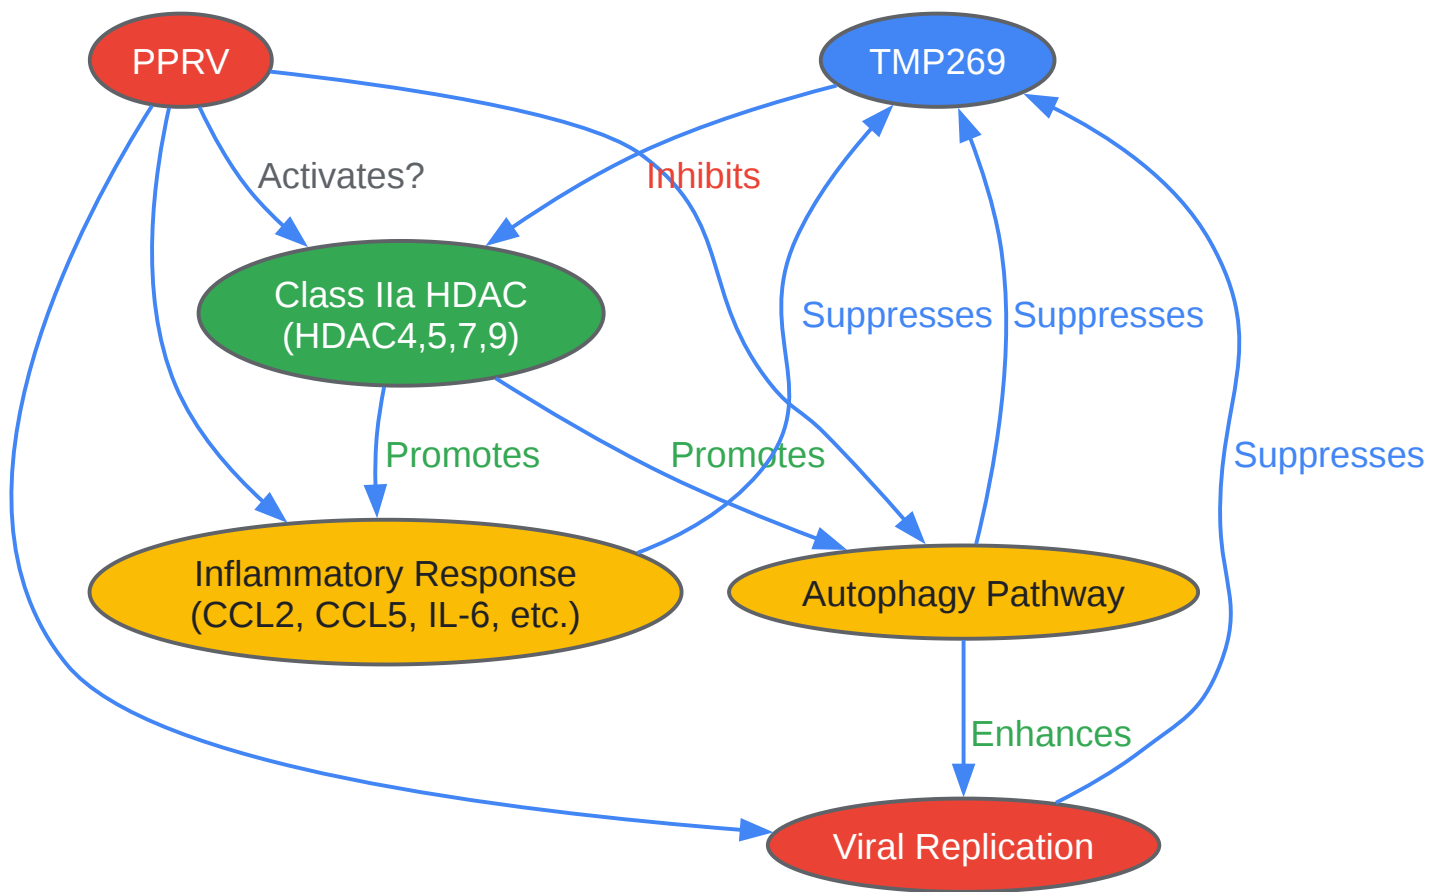 PPRV
TMP269
Activates?
Inhibits
Class IIa HDAC
(HDAC4,5,7,9)
Suppresses
Suppresses
Promotes
Promotes
Suppresses
Inflammatory Response
(CCL2, CCL5, IL-6, etc.)
Autophagy Pathway
Enhances
Viral Replication